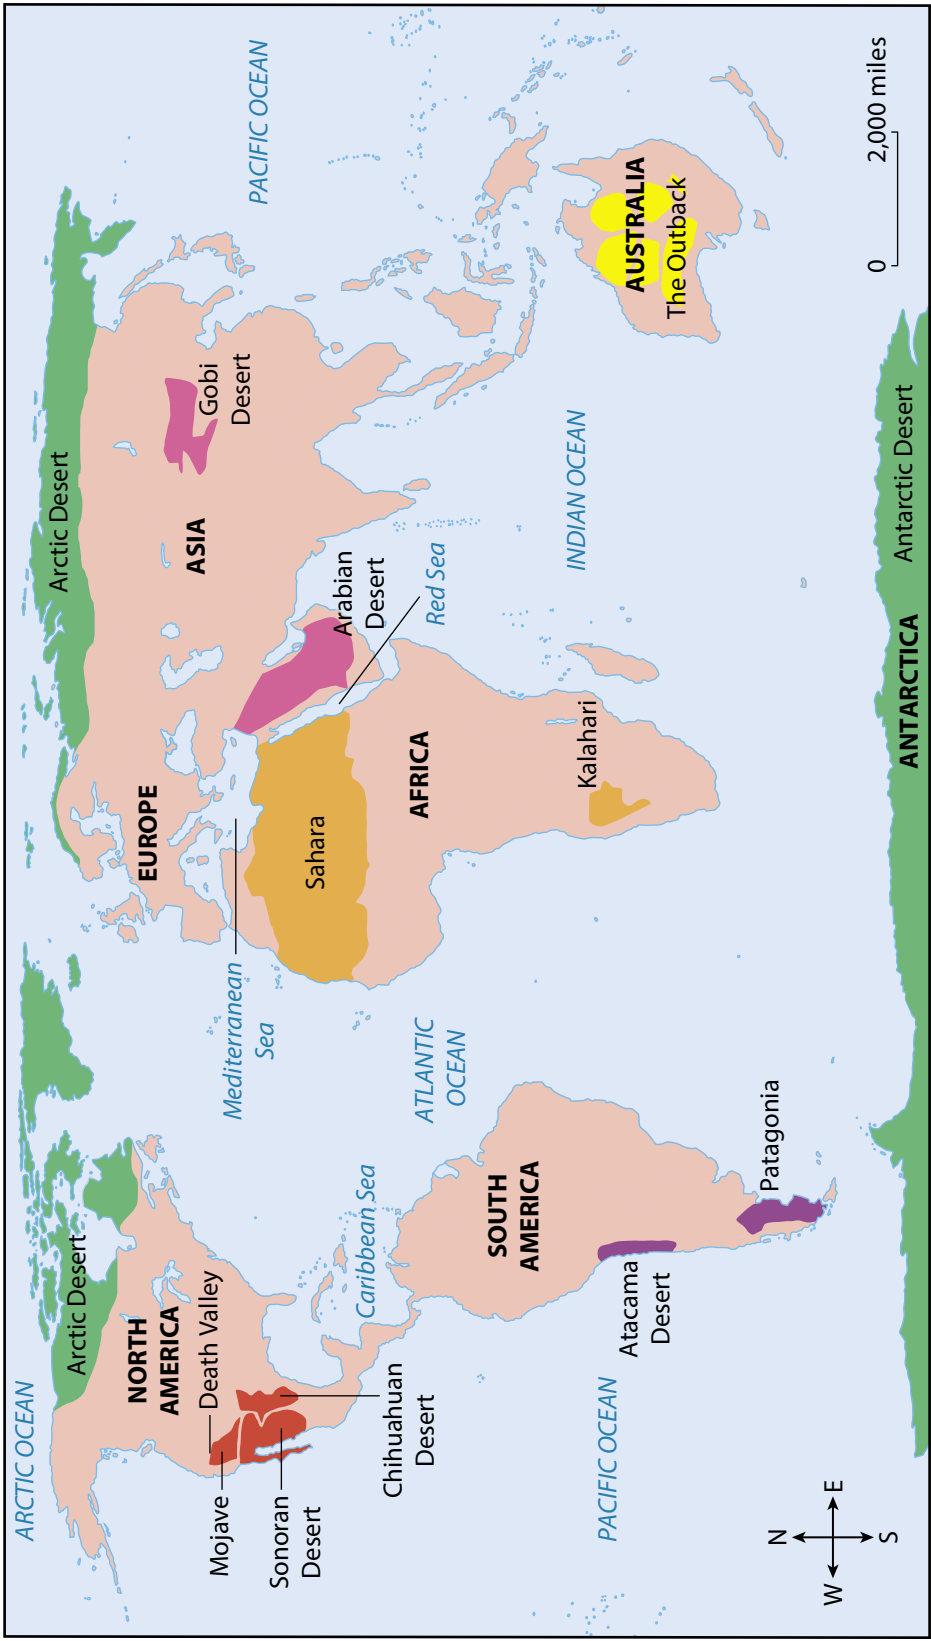 ARCTIC OCEAN
Arctic Desert
Arctic Desert
NORTH
AMERICA
EUROPE
ASIA
Gobi
Desert
PACIFIC OCEAN
Death Valley
Mojave
Sonoran
Desert
Chihuahuan
Desert
Mediterranean
Sea
Sahara
Arabian
Desert
Red Sea
Caribbean Sea
ATLANTIC
OCEAN
AFRICA
SOUTH
AMERICA
INDIAN OCEAN
Kalahari
PACIFIC OCEAN
Atacama
Desert
AUSTRALIA
The Outback
Patagonia
N
W
E
S
0
2,000 miles
Antarctic Desert
ANTARCTICA